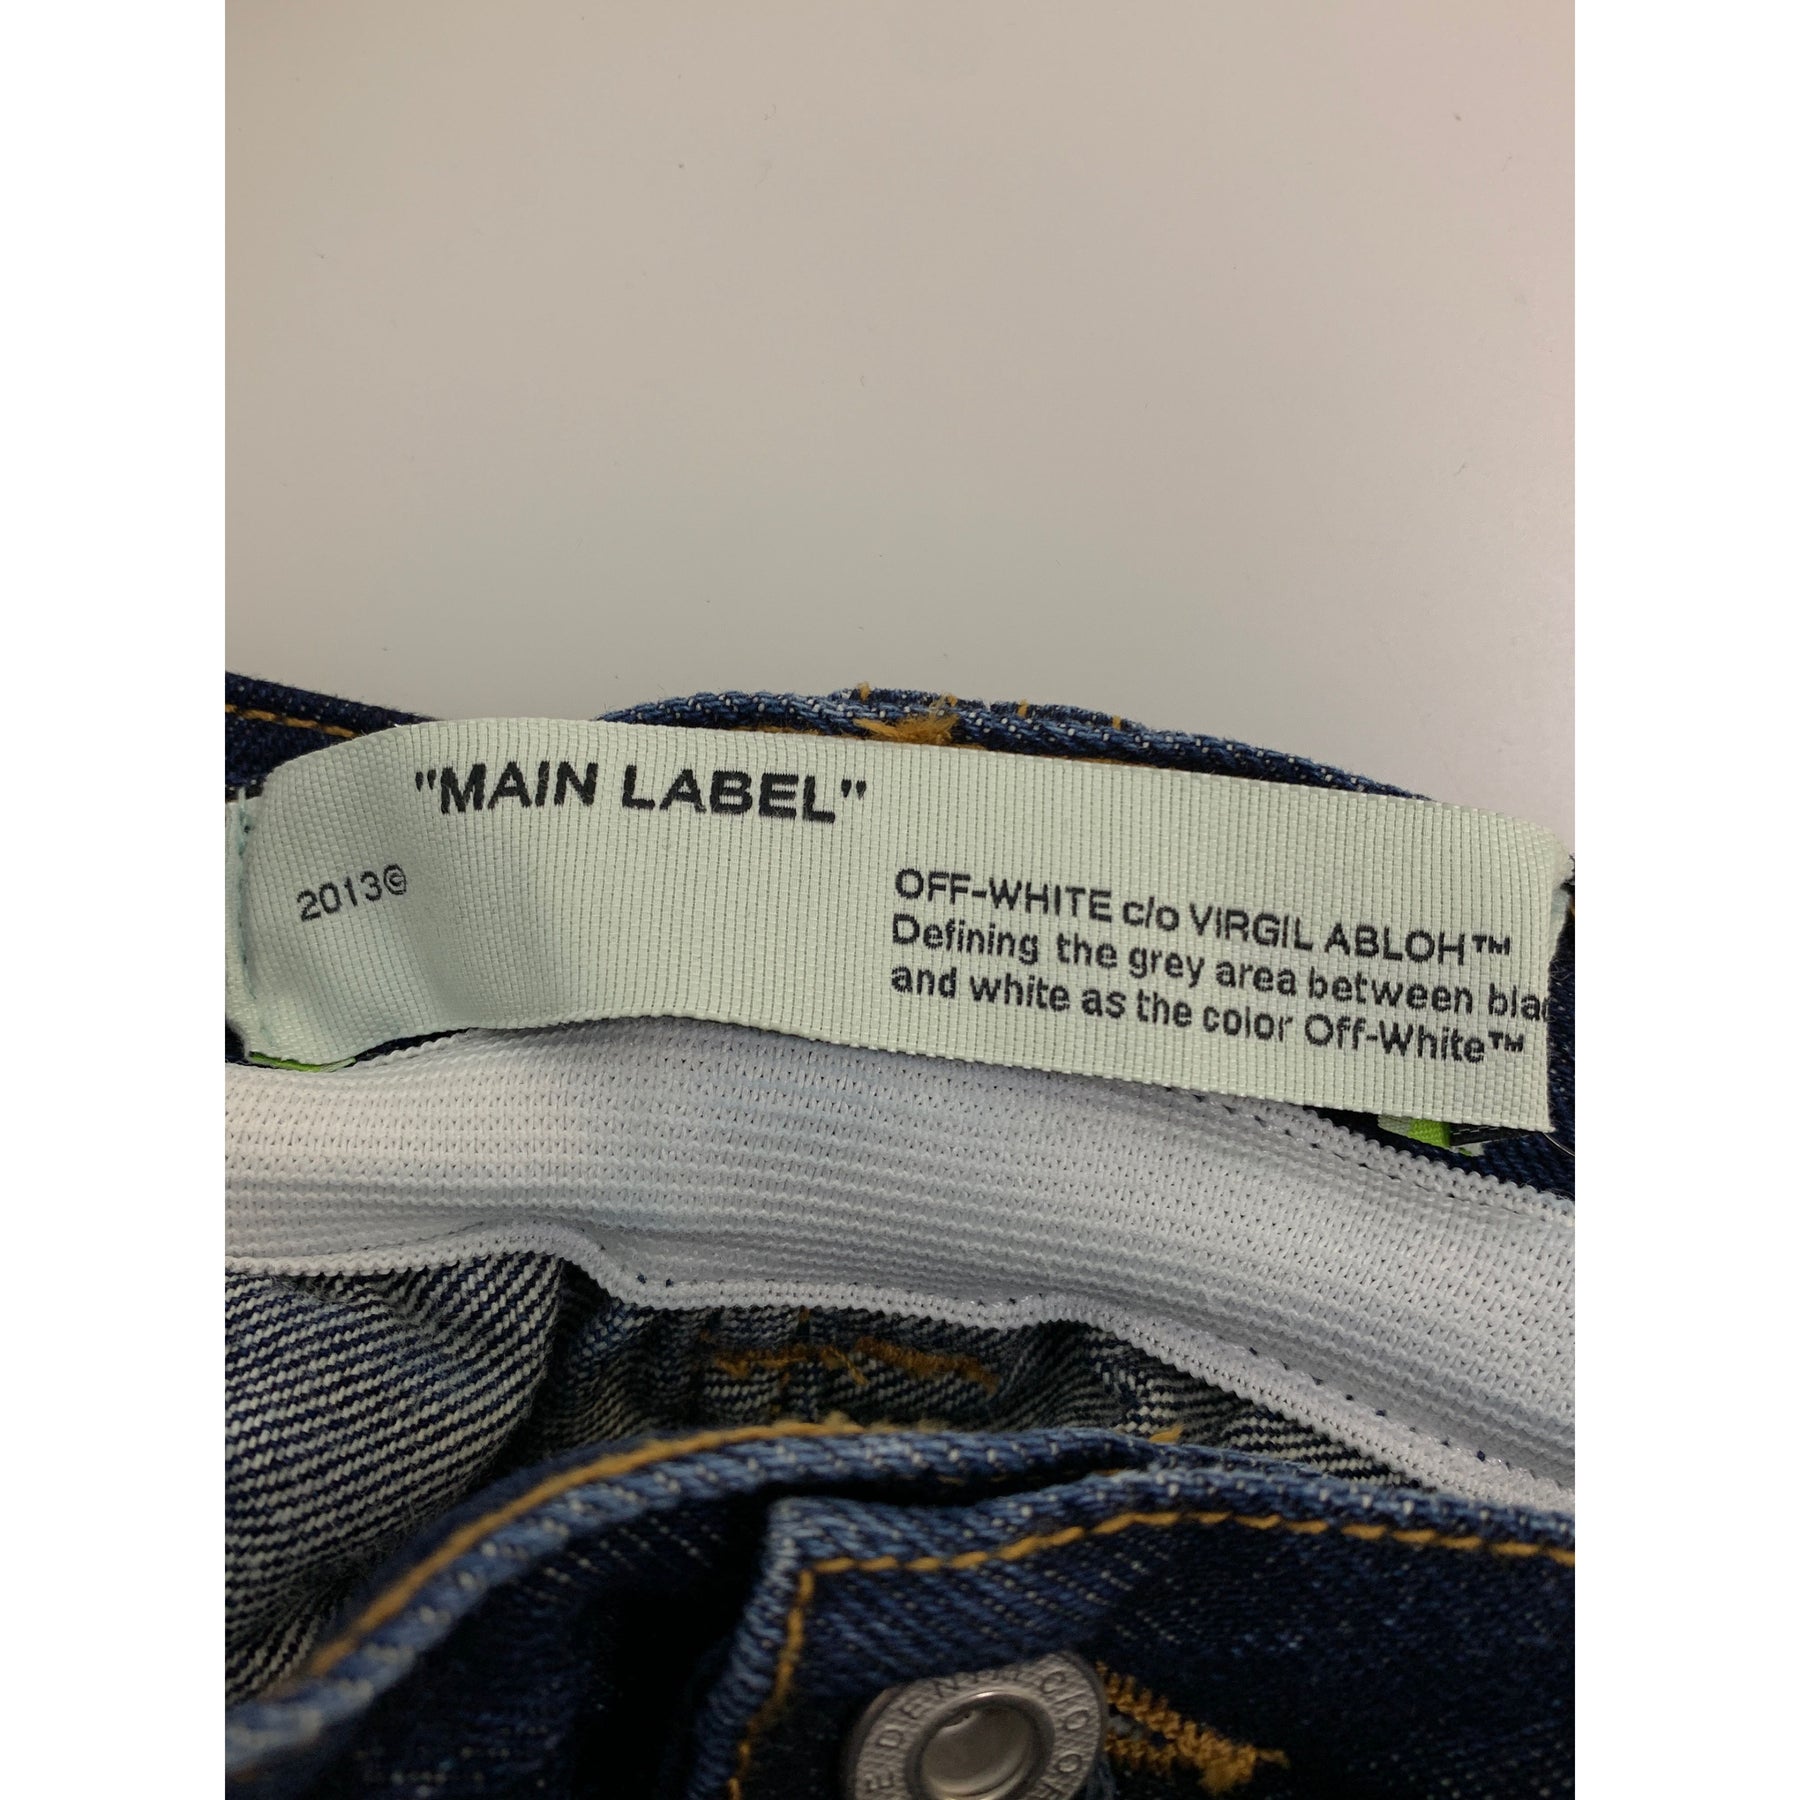 "MAIN LABEL"
2013©
OFF-WHITE c/o VIRGIL ABLOH™
Defining the grey area between
and white as the color Off-White™
c/o